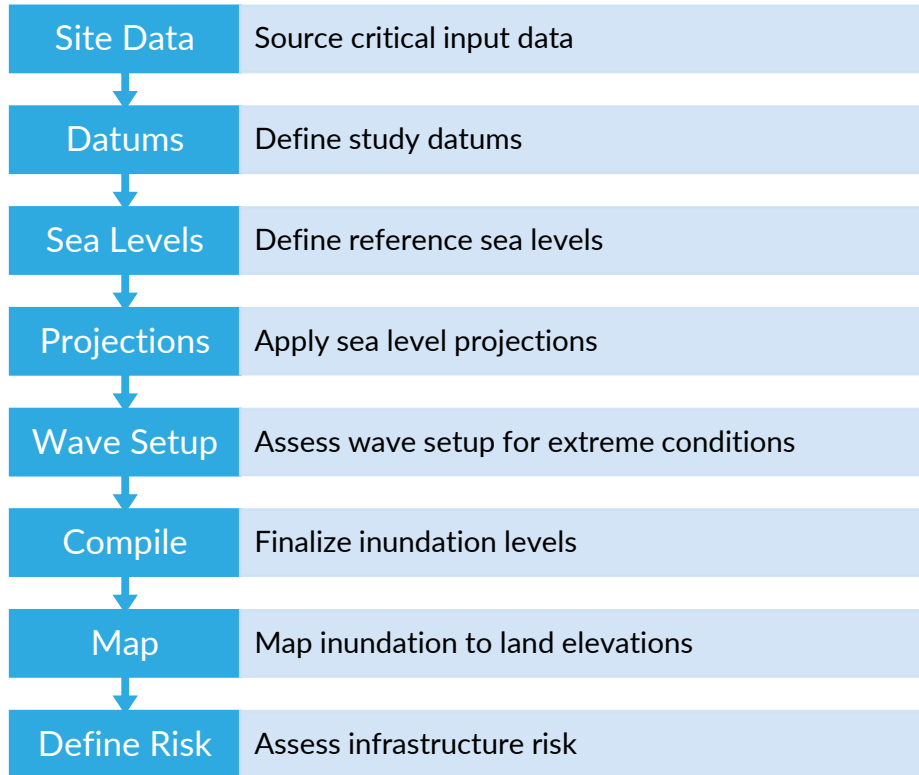 Site Data
Source critical input data
Datums
Define study datums
Sea Levels
Define reference sea levels
Projections
Apply sea level projections
Wave Setup
Assess wave setup for extreme conditions
Compile
Finalize inundation levels
Map
Map inundation to land elevations
Define Risk
Assess infrastructure risk